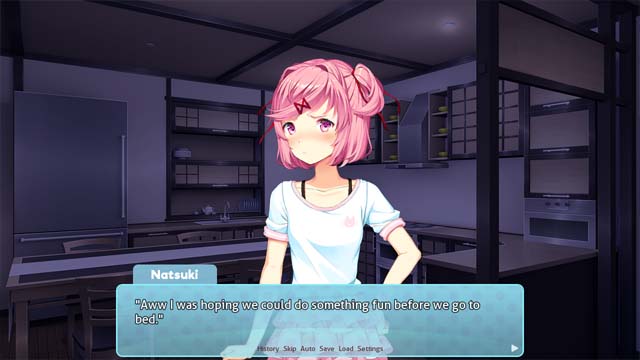 Natsuki
"Aww I was hoping we could do something fun before we go to
bed."
History Skip Auto Save Load Settings